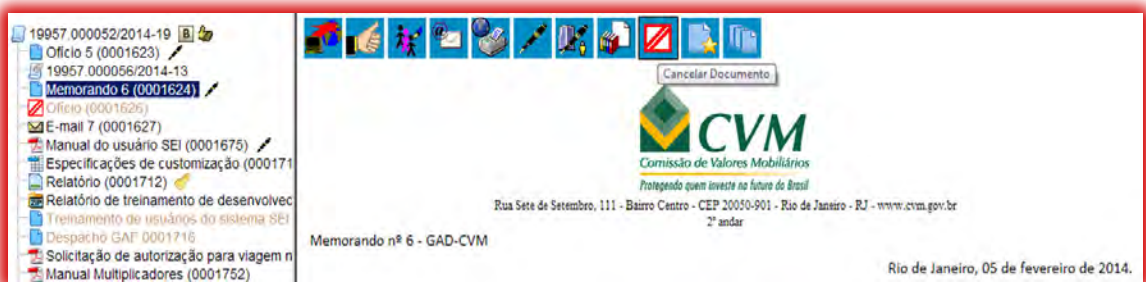 19957.000052/2014-19 B
Ofício 5 (0001623)
19957.000056/2014-13
Memorando 6 (0001624)
Ofício (0001626)
E-mail 7 (0001627)
Manual do usuário SEI (0001675)
Especificações de customização (000171
Relatório (0001712)
Relatório de treinamento de desenvolvec
Treinamento de usuários do sistema SEI
Despacho GAF 0001716
Solicitação de autorização para viagem n
Manual Multiplicadores (0001752)
Cancelar Documento
CVM
Comissão de Valores Mobiliários
Protegendo quem investe no futuro do Brasil
Rua Sete de Setembro, 111 - Bairro Centro - CEP 20050-901 - Rio de Janeiro - RJ - www.cvm.gov.br
2º andar
Memorando nº 6 - GAD-CVM
Rio de Janeiro, 05 de fevereiro de 2014.